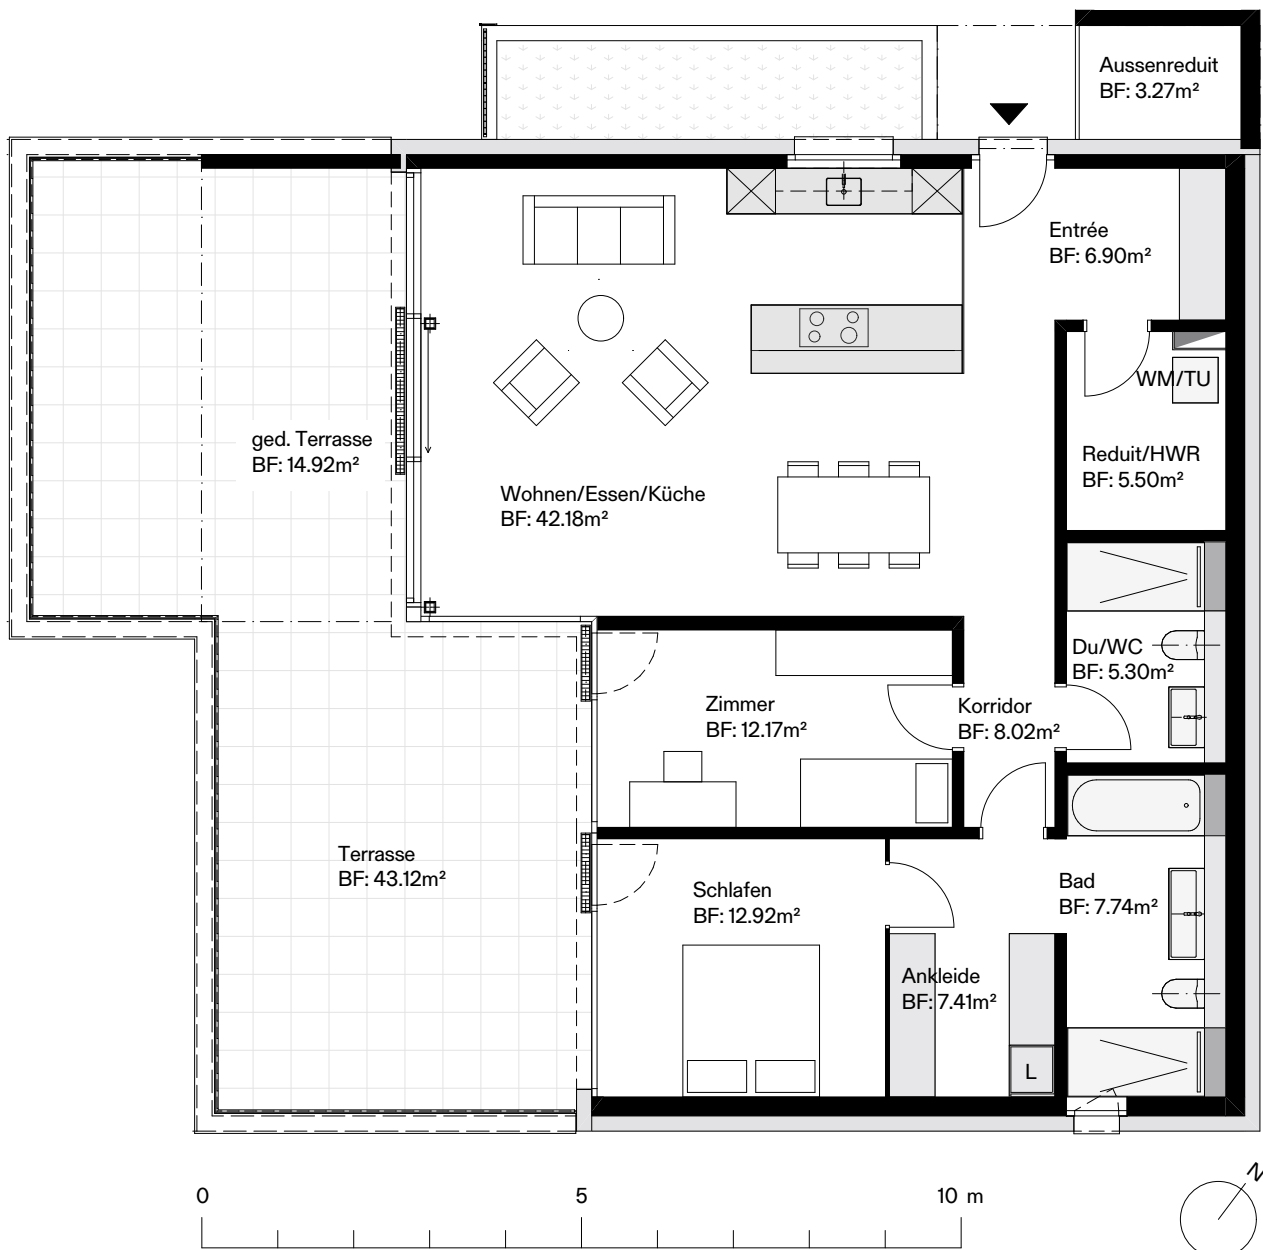 Aussenreduit
BF: 3.27m²
Entrée
BF: 6.90m²
WM/TU
Reduit/HWR
BF: 5.50m²
ged. Terrasse
BF: 14.92m²
Wohnen/Essen/Küche
BF: 42.18m²
Du/WC
BF: 5.30m²
Zimmer
BF: 12.17m²
Korridor
BF: 8.02m²
Terrasse
BF: 43.12m²
Schlafen
BF: 12.92m²
Bad
BF: 7.74m²
Ankleide
BF: 7.41m²
L
0 5 10 m
N